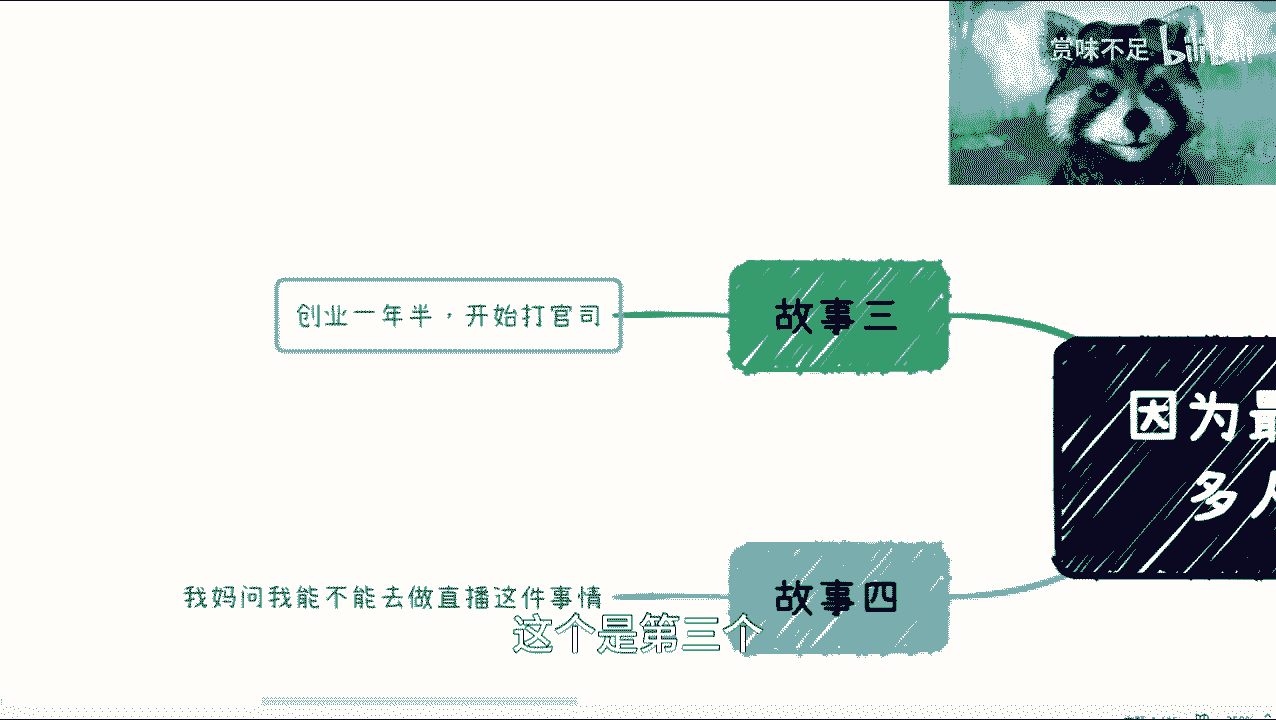 赏味不足 bilibili
创业一年半，开始打官司
故事三
因为最
多人
我妈问我能不能去做直播这件事情
故事四
这个是第三个